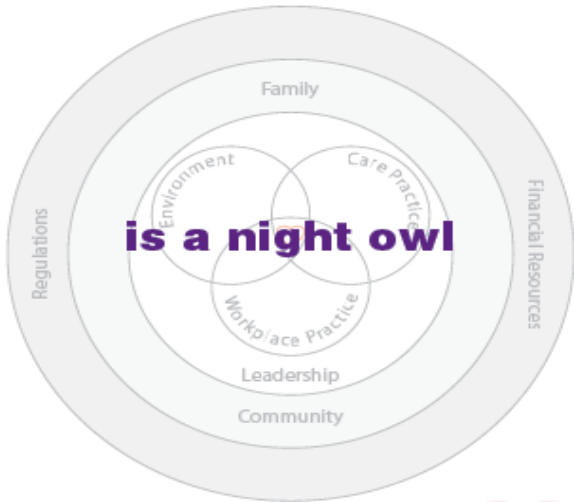 Family
Environment
Care Practice
Regulations
is a night owl
Financial Resources
Workplace Practice
Leadership
Community